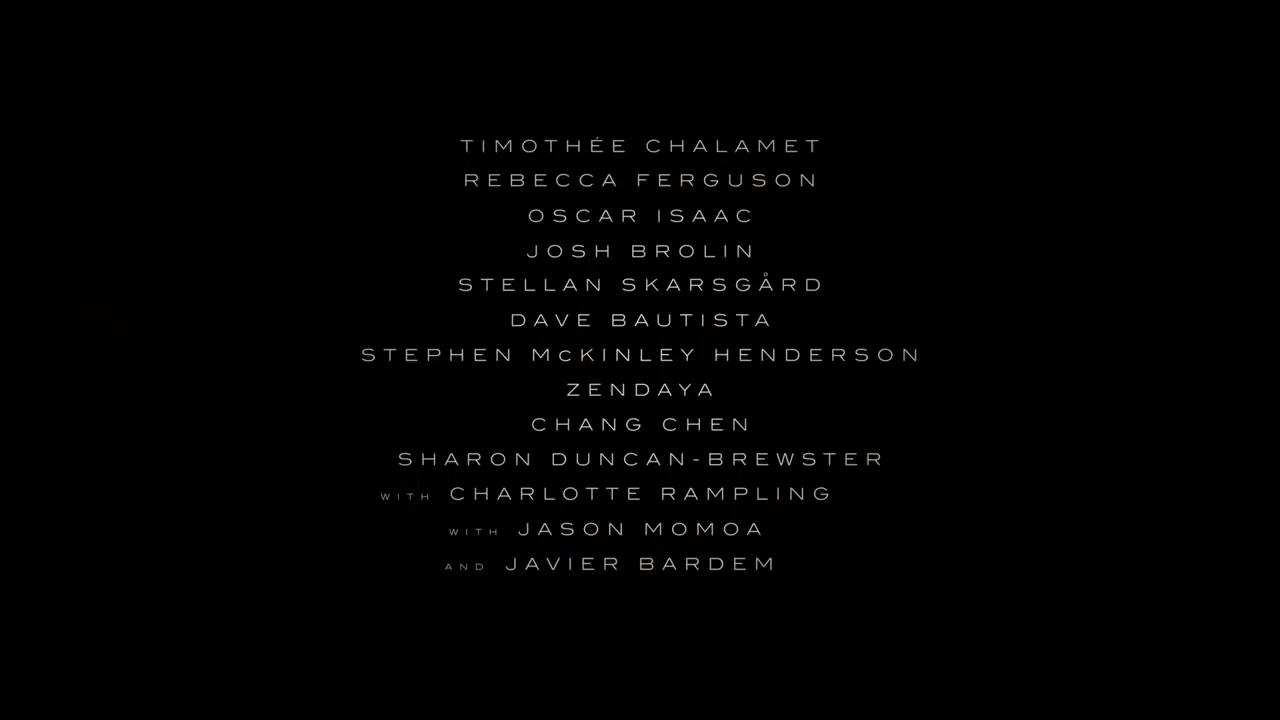 TIMOTHÉE CHALAMET
REBECCA FERGUSON
OSCAR ISAAC
JOSH BROLIN
STELLAN SKARSGÅRD
DAVE BAUTISTA
STEPHEN McKINLEY HENDERSON
ZENDAYA
CHANG CHEN
SHARON DUNCAN-BREWSTER
WITH CHARLOTTE RAMPLING
WITH JASON MOMOA
AND JAVIER BARDEM